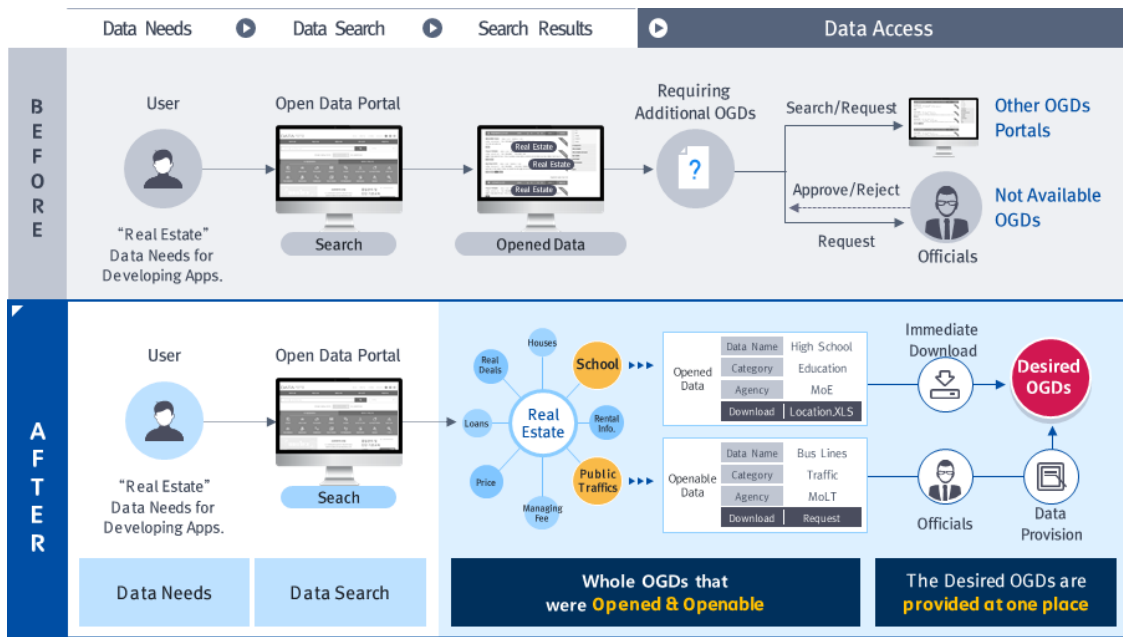 Data Needs
Data Search
Search Results
Data Access
BEFORE
User
“Real Estate”
Data Needs for
Developing Apps.
Open Data Portal
Search
Real Estate
Real Estate
Real Estate
Opened Data
Requiring
Additional OGDs
?
Search/Request
Other OGDs
Portals
Approve/Reject
Request
Officials
Not Available
OGDs
AFTER
User
“Real Estate”
Data Needs for
Developing Apps.
Open Data Portal
Seach
Houses
Real
Deals
School
Loans
Real
Estate
Rental
Info.
Price
Public
Traffics
Managing
Fee
Opened
Data
Data Name High School
Category Education
Agency MoE
Download Location.XLS
Openable
Data
Data Name Bus Lines
Category Traffic
Agency MoLT
Download Request
Immediate
Download
Desired
OGDs
Officials
Data
Provision
Data Needs
Data Search
Whole OGDs that
were Opened & Openable
The Desired OGDs are
provided at one place